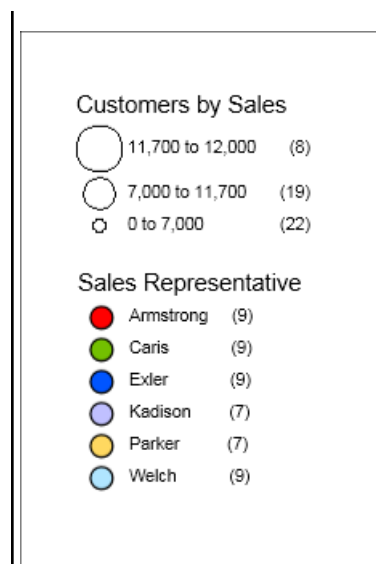 Customers by Sales
11,700 to 12,000 (8)
7,000 to 11,700 (19)
0 to 7,000 (22)
Sales Representative
Armstrong (9)
Caris (9)
Exler (9)
Kadison (7)
Parker (7)
Welch (9)